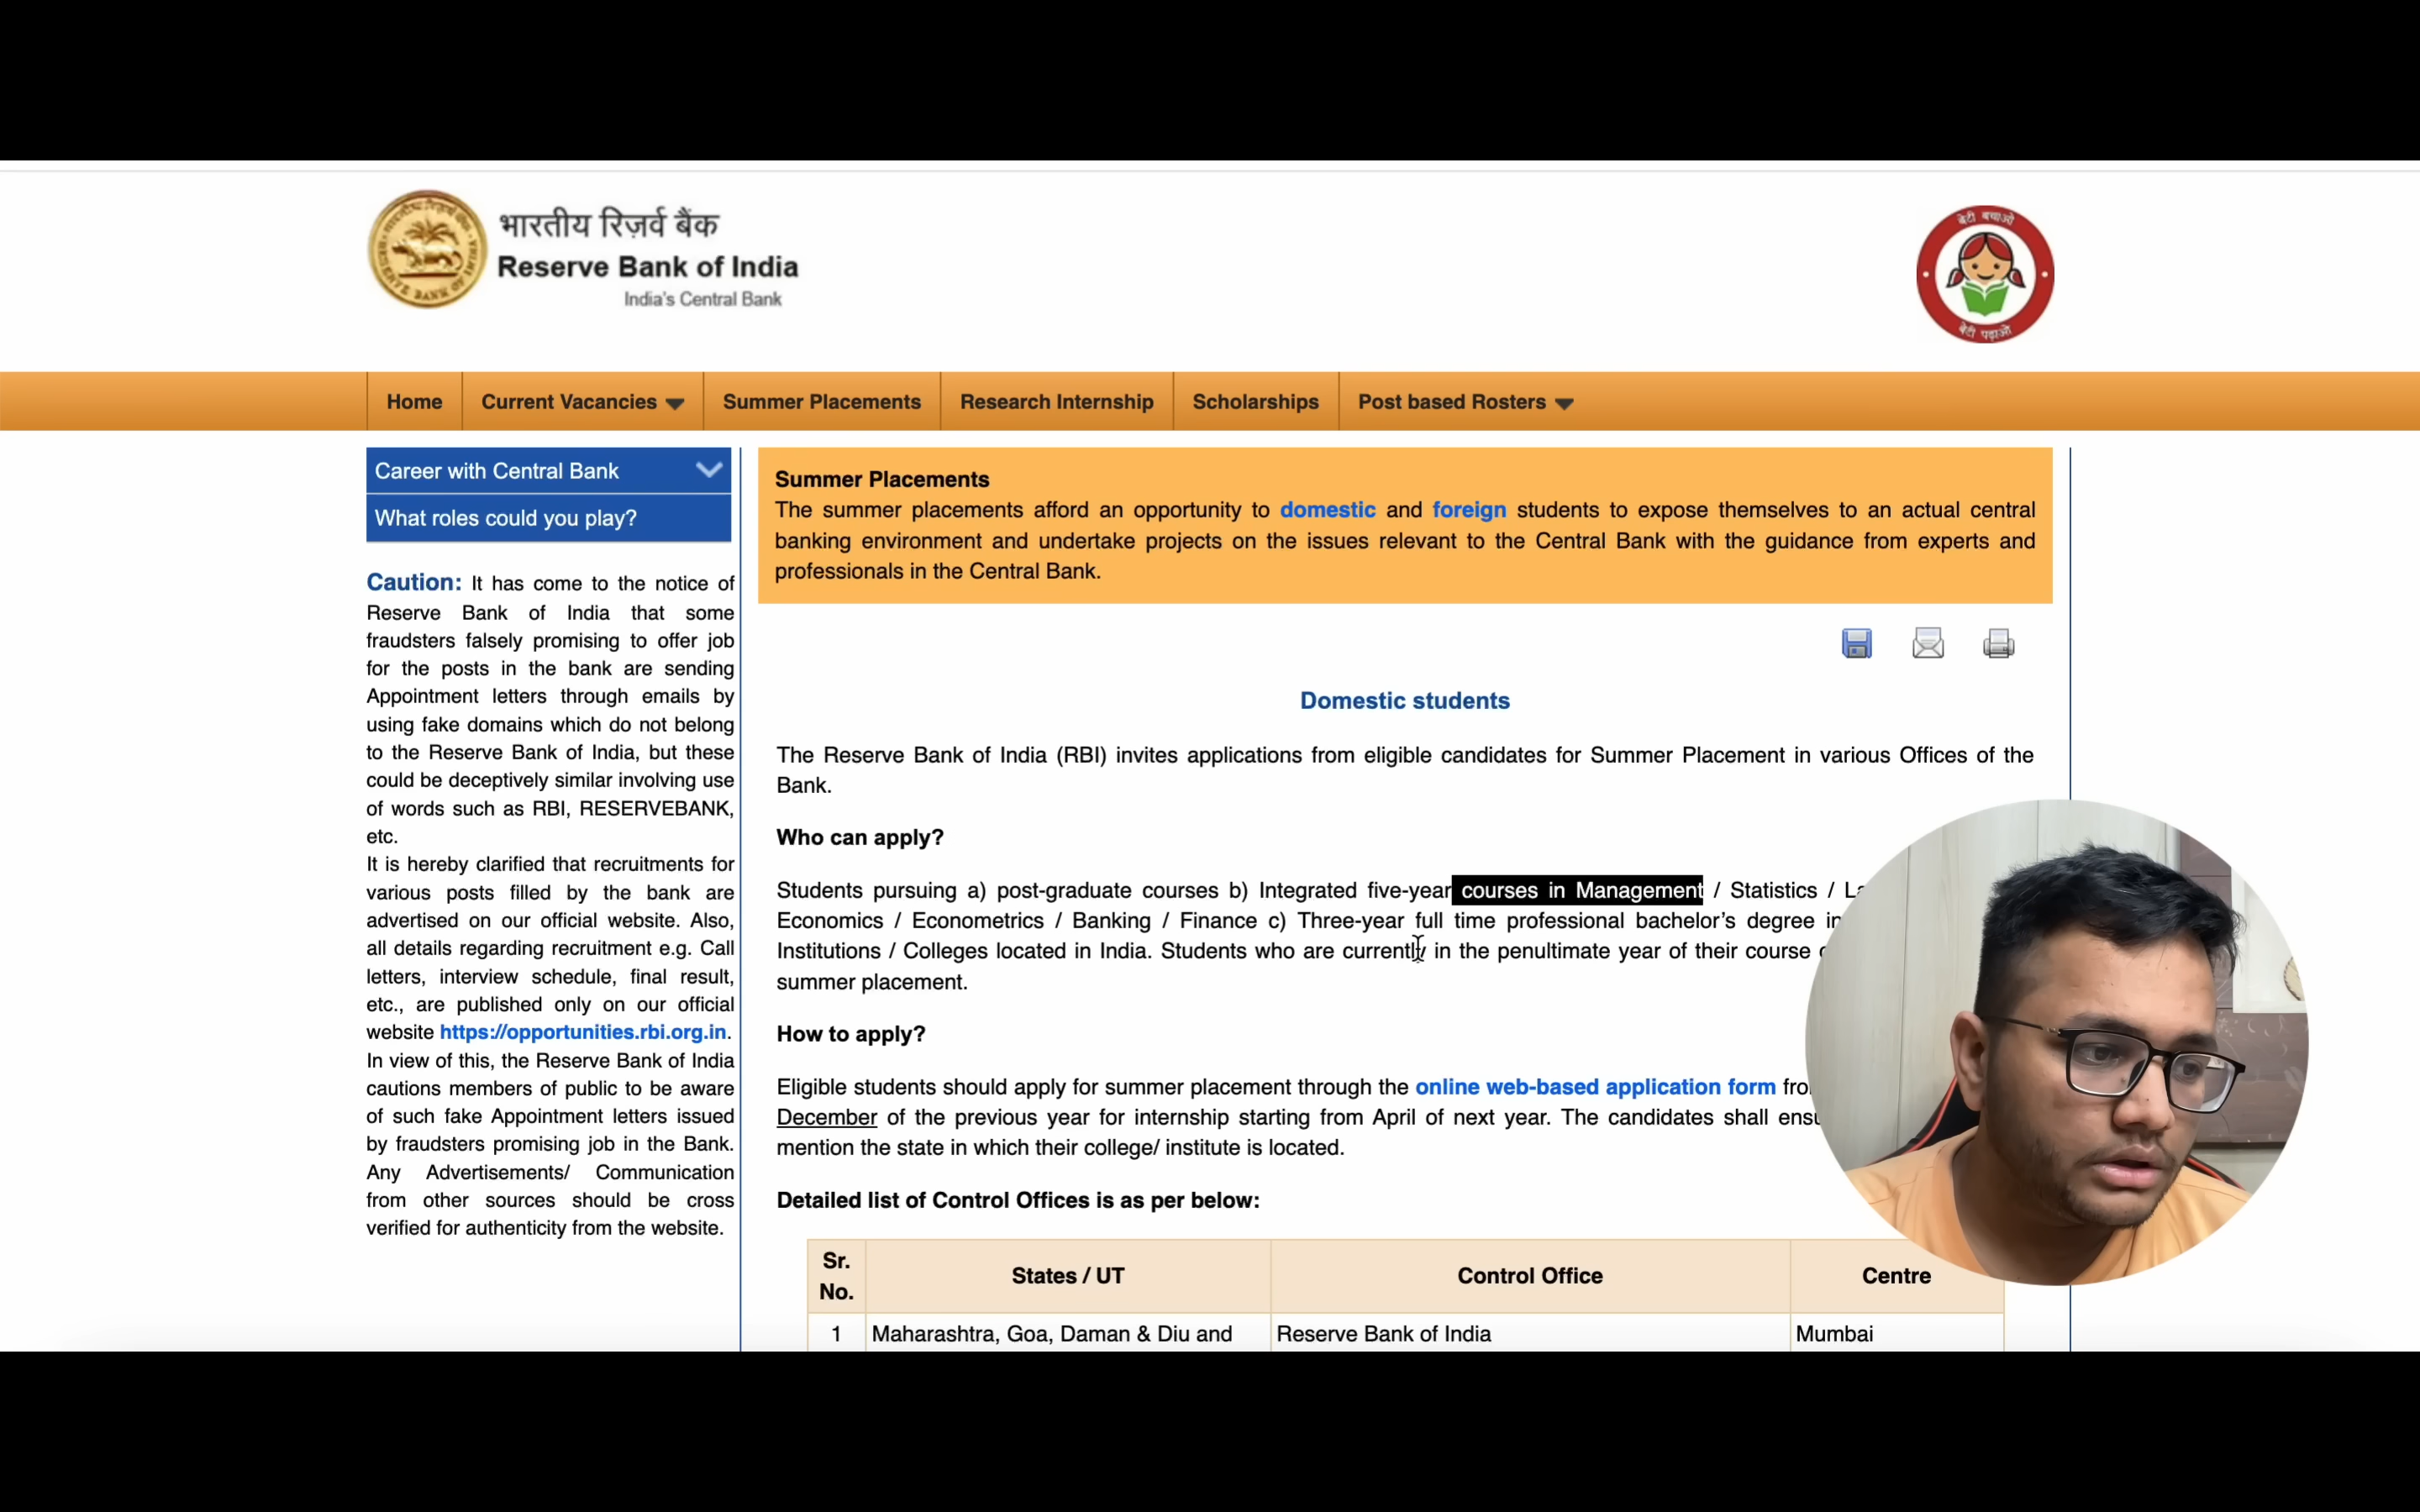 भारतीय रिज़र्व बैंक
Reserve Bank of India
India's Central Bank
बेटी बचाओ
बेटी पढ़ाओ
Home
Current Vacancies
Summer Placements
Research Internship
Scholarships
Post based Rosters
Career with Central Bank
What roles could you play?
Caution: It has come to the notice of
Reserve Bank of India that some
fraudsters falsely promising to offer job
for the posts in the bank are sending
Appointment letters through emails by
using fake domains which do not belong
to the Reserve Bank of India, but these
could be deceptively similar involving use
of words such as RBI, RESERVEBANK,
etc.
It is hereby clarified that recruitments for
various posts filled by the bank are
advertised on our official website. Also,
all details regarding recruitment e.g. Call
letters, interview schedule, final result,
etc., are published only on our official
website https://opportunities.rbi.org.in.
In view of this, the Reserve Bank of India
cautions members of public to be aware
of such fake Appointment letters issued
by fraudsters promising job in the Bank.
Any Advertisements/ Communication
from other sources should be cross
verified for authenticity from the website.
Summer Placements
The summer placements afford an opportunity to domestic and foreign students to expose themselves to an actual central
banking environment and undertake projects on the issues relevant to the Central Bank with the guidance from experts and
professionals in the Central Bank.
Domestic students
The Reserve Bank of India (RBI) invites applications from eligible candidates for Summer Placement in various Offices of the
Bank.
Who can apply?
Students pursuing a) post-graduate courses b) Integrated five-year courses in Management / Statistics /
Economics / Econometrics / Banking / Finance c) Three-year full time professional bachelor's degree in
Institutions / Colleges located in India. Students who are currently in the penultimate year of their course
summer placement.
How to apply?
Eligible students should apply for summer placement through the online web-based application form
December of the previous year for internship starting from April of next year. The candidates shall
mention the state in which their college/ institute is located.
Detailed list of Control Offices is as per below:
Sr.
No.
States / UT
Control Office
Centre
1
Maharashtra, Goa, Daman & Diu and
Reserve Bank of India
Mumbai